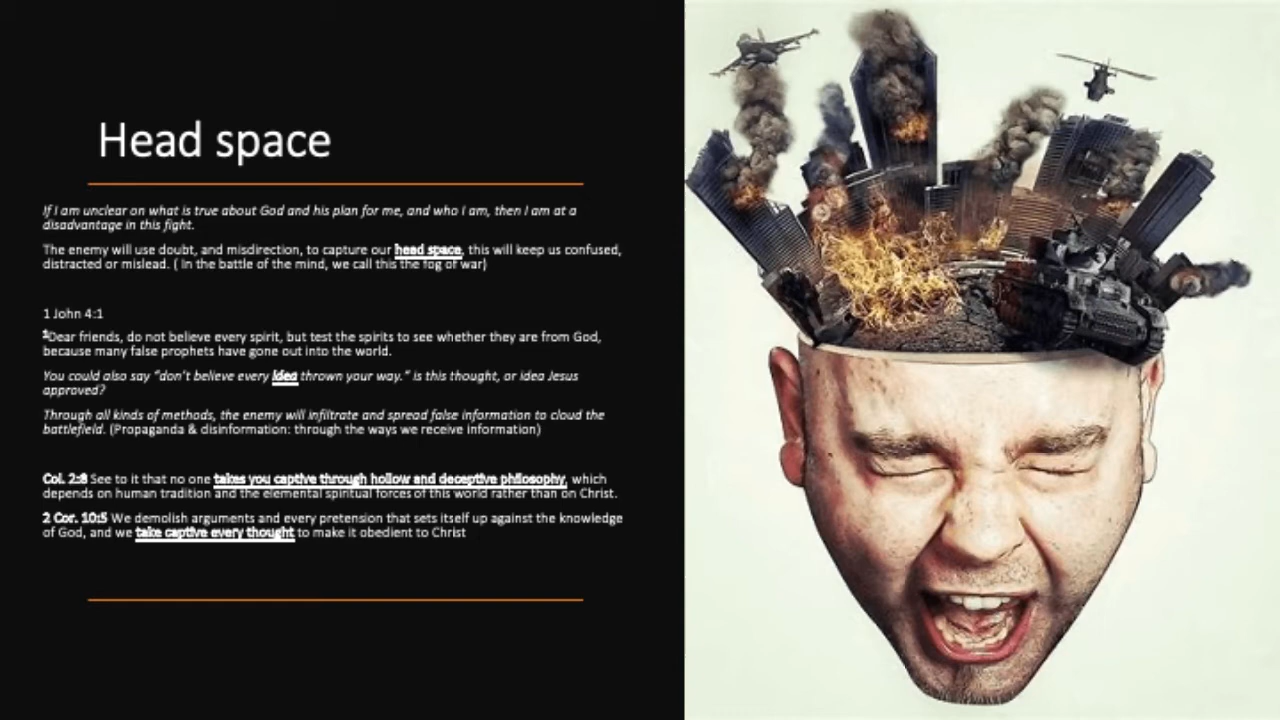 Head space
If I am unclear on what is true about God and his plan for me, and who I am, then I am at a
disadvantage in this fight.
The enemy will use doubt, and misdirection, to capture our head space, this will keep us confused,
distracted or mislead. ( In the battle of the mind, we call this the fog of war)
1 John 4:1
1Dear friends, do not believe every spirit, but test the spirits to see whether they are from God,
because many false prophets have gone out into the world.
You could also say “don’t believe every idea thrown your way.” is this thought, or idea Jesus
approved?
Through all kinds of methods, the enemy will infiltrate and spread false information to cloud the
battlefield. (Propaganda & disinformation: through the ways we receive information)
Col. 2:8 See to it that no one takes you captive through hollow and deceptive philosophy, which
depends on human tradition and the elemental spiritual forces of this world rather than on Christ.
2 Cor. 10:5 We demolish arguments and every pretension that sets itself up against the knowledge
of God, and we take captive every thought to make it obedient to Christ